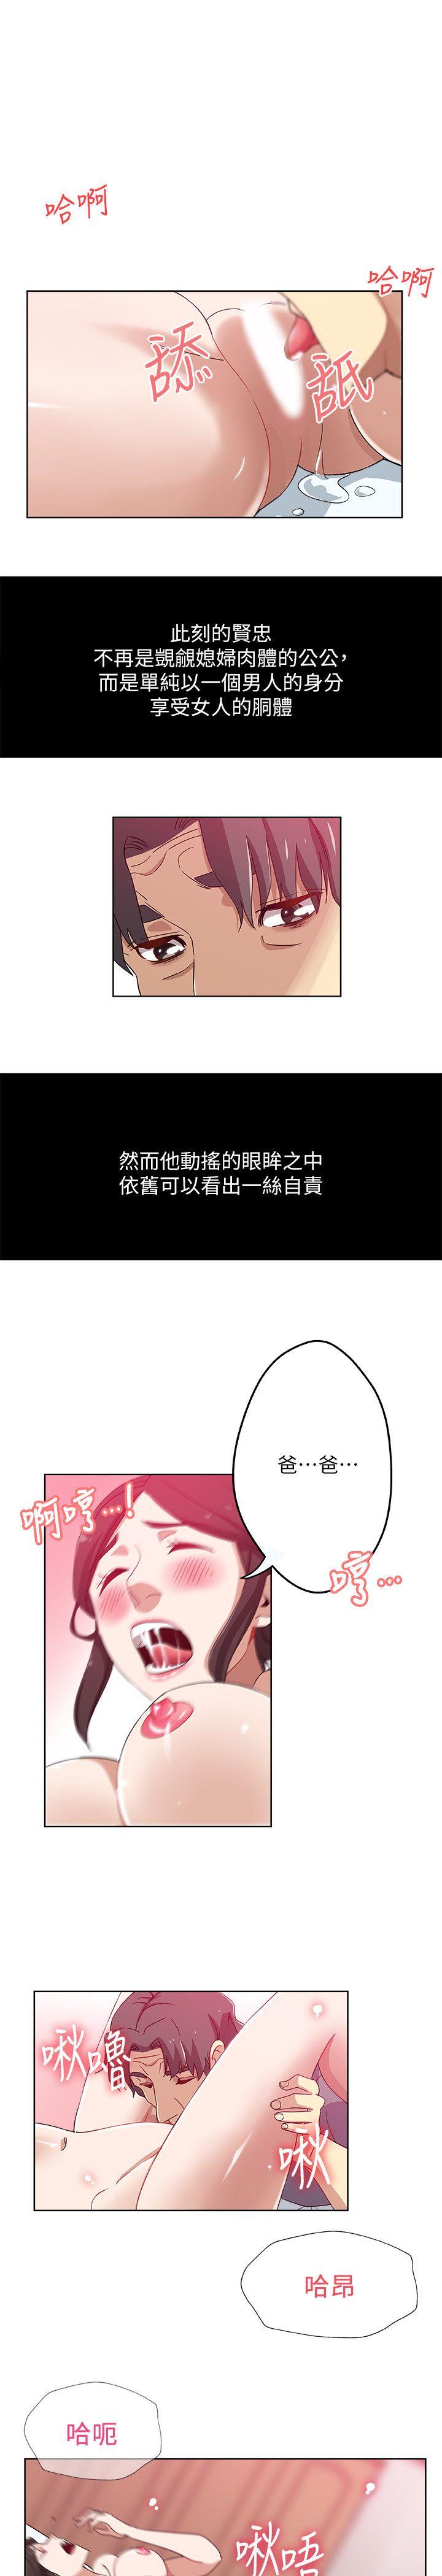 哈啊
哈啊
舔
舐
此刻的賢忠
不再是覬覦媳婦肉體的公公，
而是單純以一個男人的身分
享受女人的胴體
然而他動搖的眼眸之中
依舊可以看出一絲自責
爸…爸…
啊哼…!
哼…
啾嚕
啾
哈昂
哈呃
啾唔